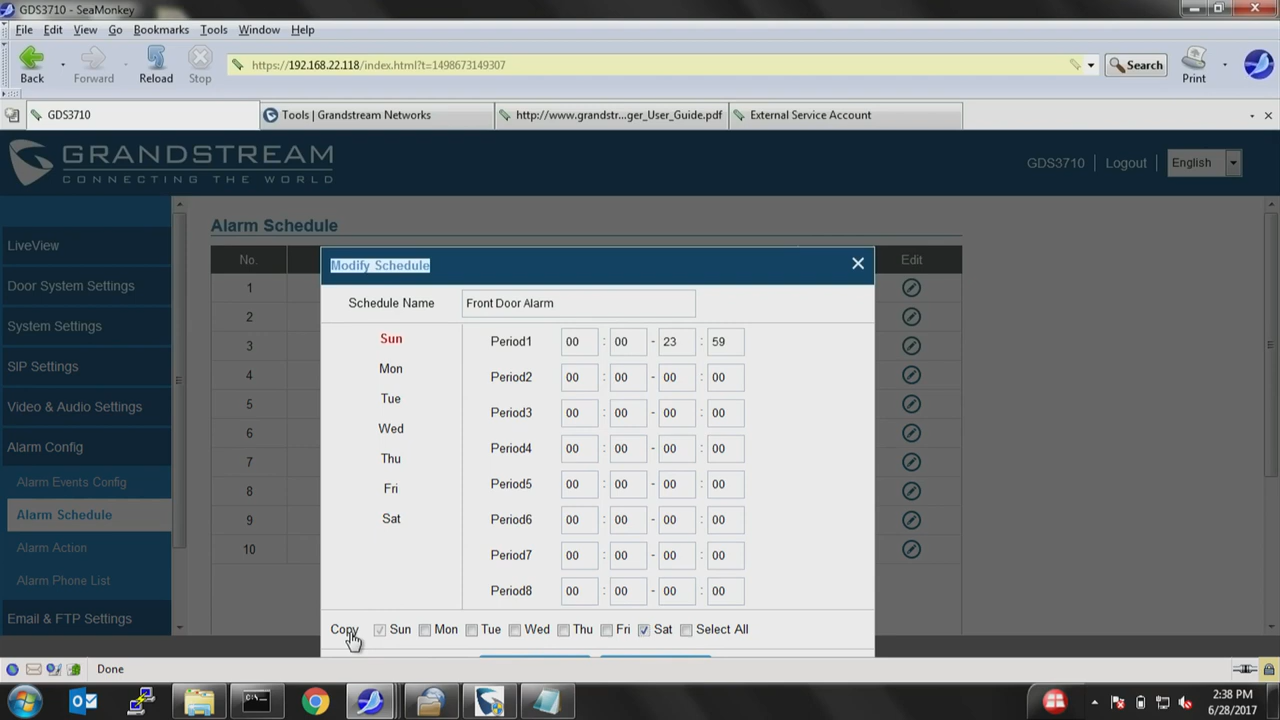 GDS3710 - SeaMonkey
File Edit View Go Bookmarks Tools Window Help
Back Forward Reload Stop https://192.168.22.118/index.html?t=1498673149307 Search Print
GDS3710 Tools | Grandstream Networks http://www.grandstr...ger_User_Guide.pdf External Service Account
GRANDSTREAM
CONNECTING THE WORLD
GDS3710 Logout English
LiveView
Door System Settings
System Settings
SIP Settings
Video & Audio Settings
Alarm Config
Alarm Events Config
Alarm Schedule
Alarm Action
Alarm Phone List
Email & FTP Settings
Alarm Schedule
No. Edit
1
2
3
4
5
6
7
8
9
10
Modify Schedule
Schedule Name Front Door Alarm
Sun
Mon
Tue
Wed
Thu
Fri
Sat
Period1 00 : 00 - 23 : 59
Period2 00 : 00 - 00 : 00
Period3 00 : 00 - 00 : 00
Period4 00 : 00 - 00 : 00
Period5 00 : 00 - 00 : 00
Period6 00 : 00 - 00 : 00
Period7 00 : 00 - 00 : 00
Period8 00 : 00 - 00 : 00
Copy Sun Mon Tue Wed Thu Fri Sat Select All
Done
2:38 PM
6/28/2017